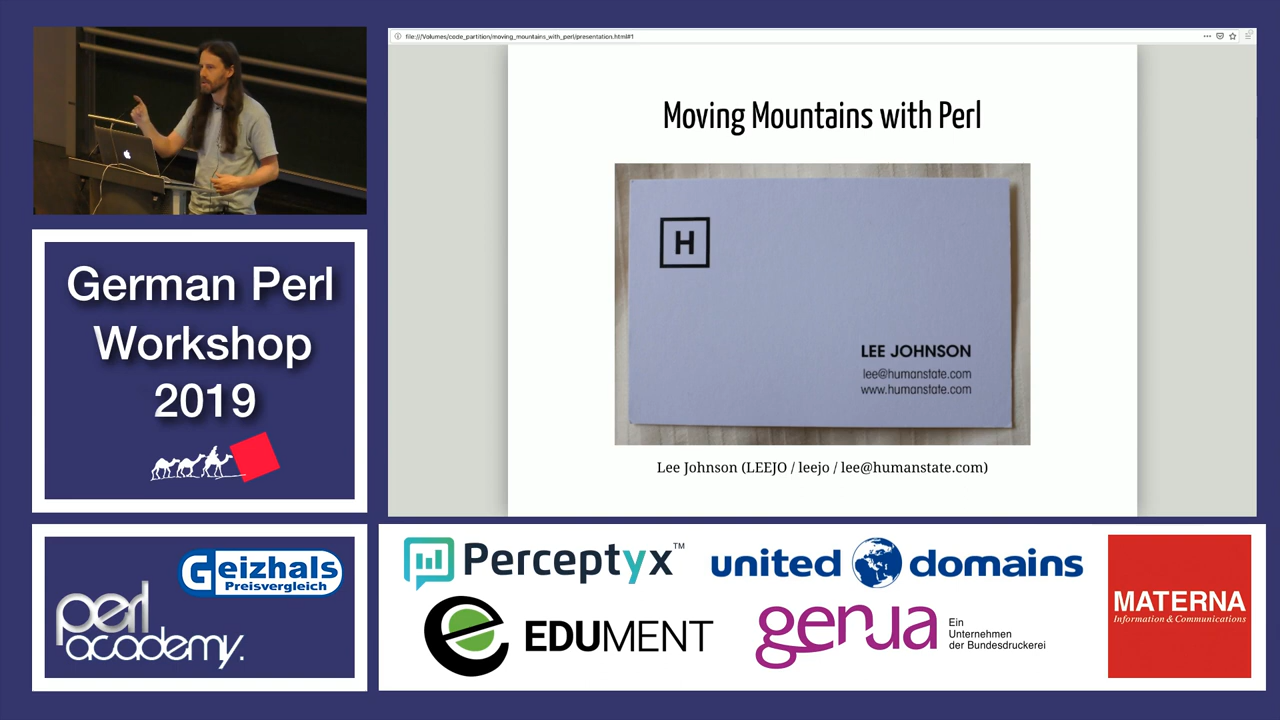 file:///Volumes/code_partition/moving_mountains_with_perl/presentation.html#1
Moving Mountains with Perl
H
LEE JOHNSON
lee@humanstate.com
www.humanstate.com
Lee Johnson (LEEJO / leejo / lee@humanstate.com)
German Perl
Workshop
2019
Geizhals
Preisvergleich
perl
academy.
Perceptyx™
united domains
EDUMENT
genua
Ein
Unternehmen
der Bundesdruckerei
MATERNA
Information & Communications